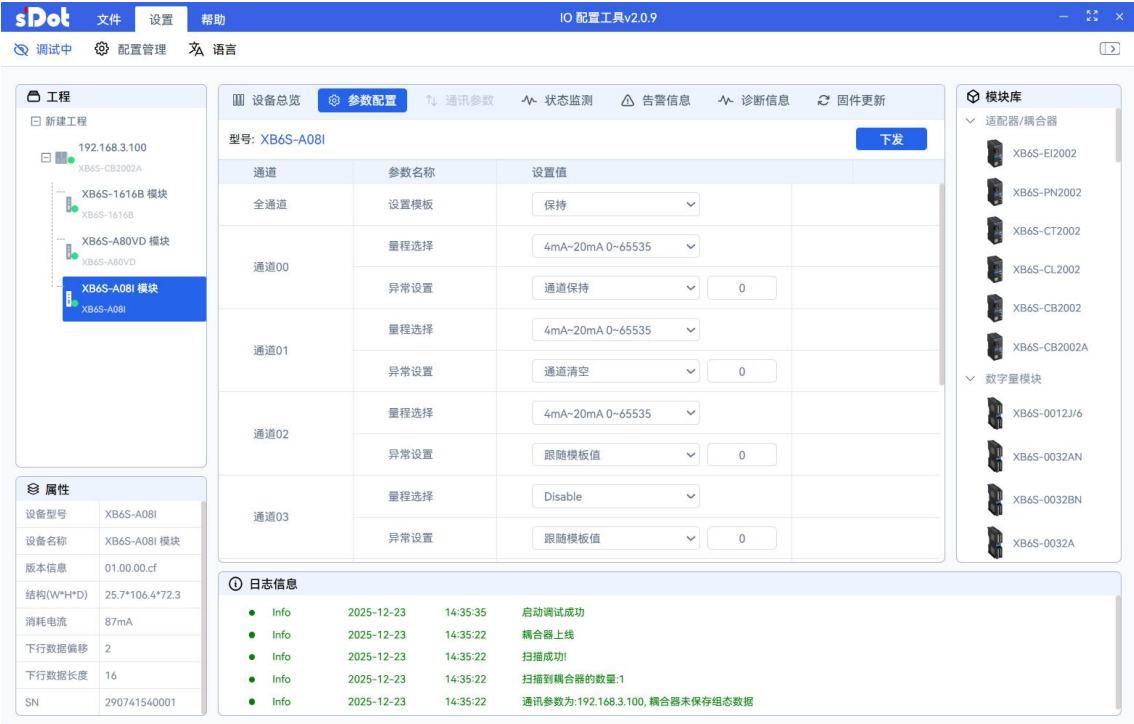 sDot 文件 设置 帮助 IO 配置工具v2.0.9
调试中 配置管理 语言
工程
新建工程
192.168.3.100
XB6S-CB2002A
XB6S-1616B 模块
XB6S-1616B
XB6S-A80VD 模块
XB6S-A80VD
XB6S-A08I 模块
XB6S-A08I
属性
设备型号 XB6S-A08I
设备名称 XB6S-A08I 模块
版本信息 01.00.00.cf
结构(W*H*D) 25.7*106.4*72.3
消耗电流 87mA
下行数据偏移 2
下行数据长度 16
SN 290741540001
设备总览 参数配置 通讯参数 状态监测 告警信息 诊断信息 固件更新
型号: XB6S-A08I 下发
通道 参数名称 设置值
全通道 设置模板 保持
通道00
量程选择 4mA~20mA 0~65535
异常设置 通道保持 0
通道01
量程选择 4mA~20mA 0~65535
异常设置 通道清空 0
通道02
量程选择 4mA~20mA 0~65535
异常设置 跟随模板值 0
通道03
量程选择 Disable
异常设置 跟随模板值 0
日志信息
Info 2025-12-23 14:35:35 启动调试成功
Info 2025-12-23 14:35:22 耦合器上线
Info 2025-12-23 14:35:22 扫描成功!
Info 2025-12-23 14:35:22 扫描到耦合器的数量:1
Info 2025-12-23 14:35:22 通讯参数为:192.168.3.100, 耦合器未保存组态数据
模块库
适配器/耦合器
XB6S-EI2002
XB6S-PN2002
XB6S-CT2002
XB6S-CL2002
XB6S-CB2002
XB6S-CB2002A
数字量模块
XB6S-0012J/6
XB6S-0032AN
XB6S-0032BN
XB6S-0032A